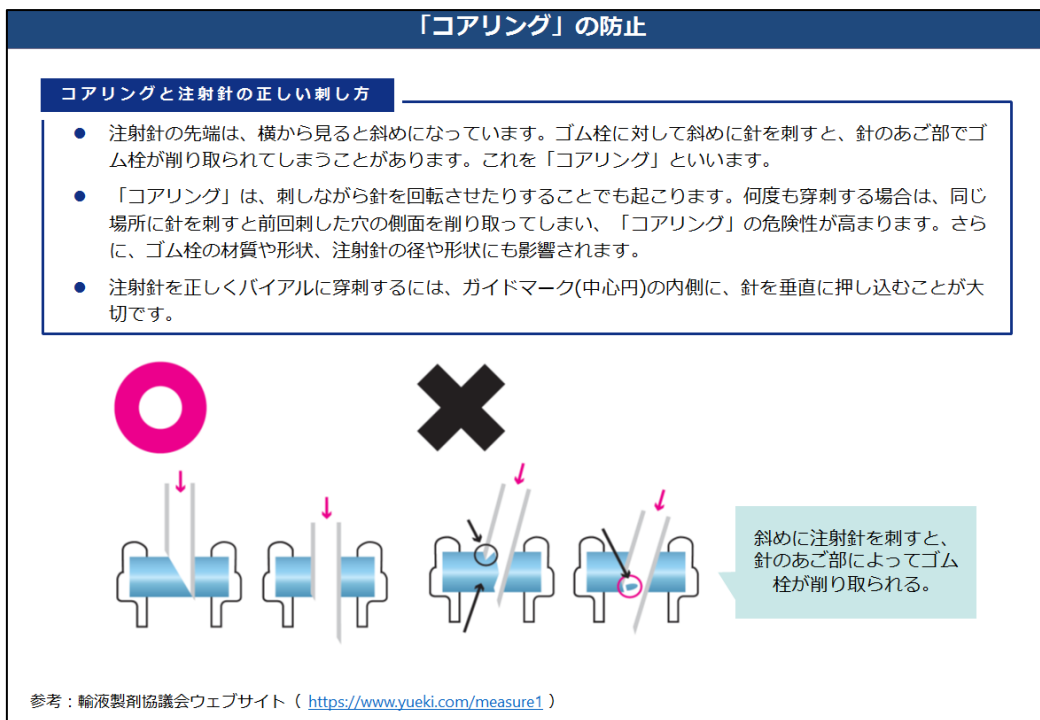 「コアリング」の防止
コアリングと注射針の正しい刺し方
● 注射針の先端は、横から見ると斜めになっています。ゴム栓に対して斜めに針を刺すと、針のあご部でゴ
ム栓が削り取られてしまうことがあります。これを「コアリング」といいます。
● 「コアリング」は、刺しながら針を回転させたりすることでも起こります。何度も穿刺する場合は、同じ
場所に針を刺すと前回刺した穴の側面を削り取ってしまい、「コアリング」の危険性が高まります。さら
に、ゴム栓の材質や形状、注射針の径や形状にも影響されます。
● 注射針を正しくバイアルに穿刺するには、ガイドマーク(中心円)の内側に、針を垂直に押し込むことが大
切です。
斜めに注射針を刺すと、
針のあご部によってゴム
栓が削り取られる。
参考：輸液製剤協議会ウェブサイト（ https://www.yueki.com/measure1 ）